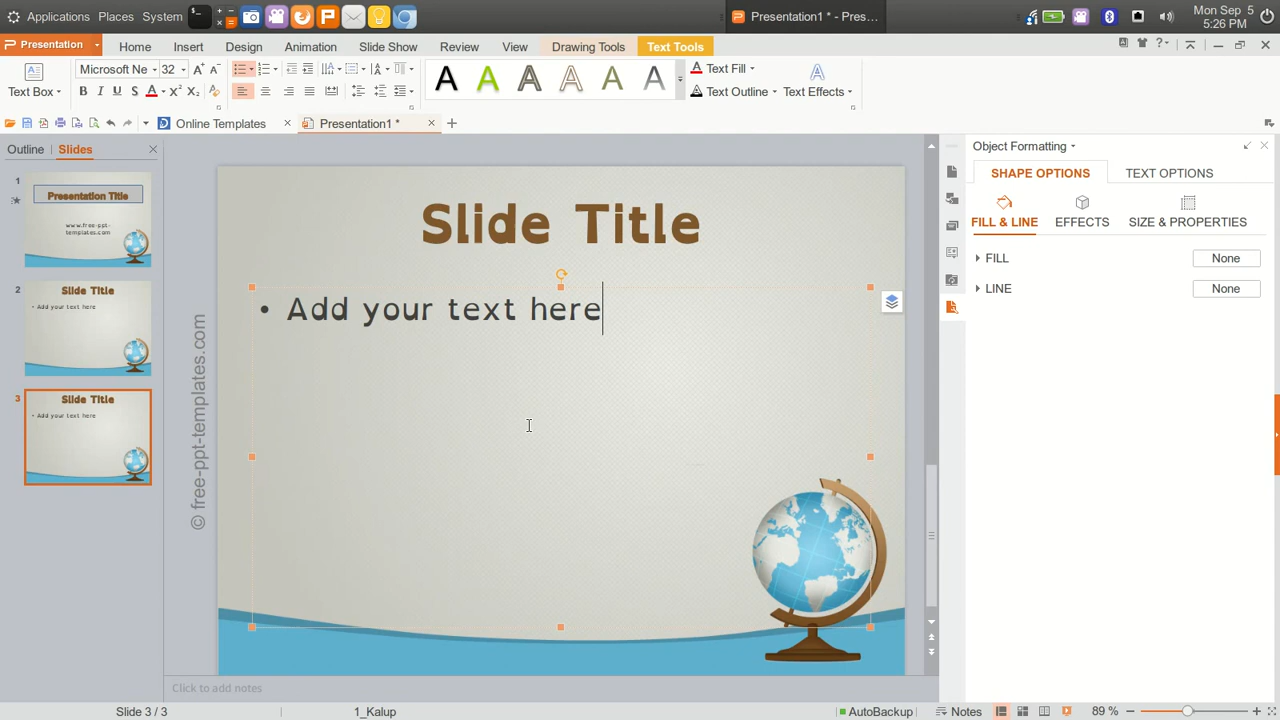 Applications Places System
Presentation1 * - Pres...
Mon Sep 5
5:26 PM
Presentation
Home Insert Design Animation Slide Show Review View Drawing Tools Text Tools
Text Box
Microsoft Ne 32
B I U S A X² X₂
A A A A A A
Text Fill
Text Outline
Text Effects
Online Templates
Presentation1 *
Outline Slides
1
Presentation Title
www.free-ppt-
templates.com
2
Slide Title
• Add your text here
3
Slide Title
• Add your text here
© free-ppt-templates.com
Slide Title
• Add your text here
Click to add notes
Object Formatting
SHAPE OPTIONS TEXT OPTIONS
FILL & LINE EFFECTS SIZE & PROPERTIES
FILL None
LINE None
Slide 3 / 3
1_Kalup
AutoBackup
Notes
89 %